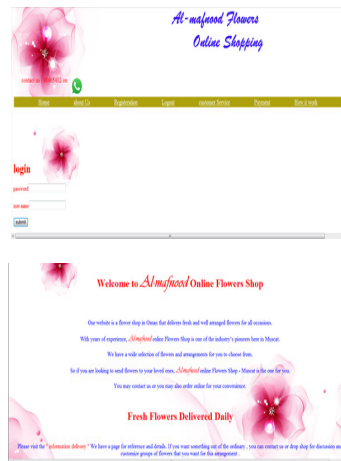 Al-mafnood Flowers
Online Shopping
contact us
on
Home about Us Registration Logout customer Service Payment How it work
login
password
user name
submit
Welcome to Al-mafnood Online Flowers Shop
Our website is a flower shop in Oman that delivers fresh and well arranged flowers for all occasions.
With years of experience, Almafnood online Flowers Shop is one of the industry's pioneers here in Muscat.
We have a wide selection of flowers and arrangements for you to choose from.
So if you are looking to send flowers to your loved ones, Almafnood online Flowers Shop - Muscat is the one for you.
You may contact us or you may also order online for your convenience.
Fresh Flowers Delivered Daily
Please visit the " information delivery " We have a page for reference and details. If you want something out of the ordinary , you can contact us or drop shop for discussion and
customize groups of flowers that you want for this arrangement .